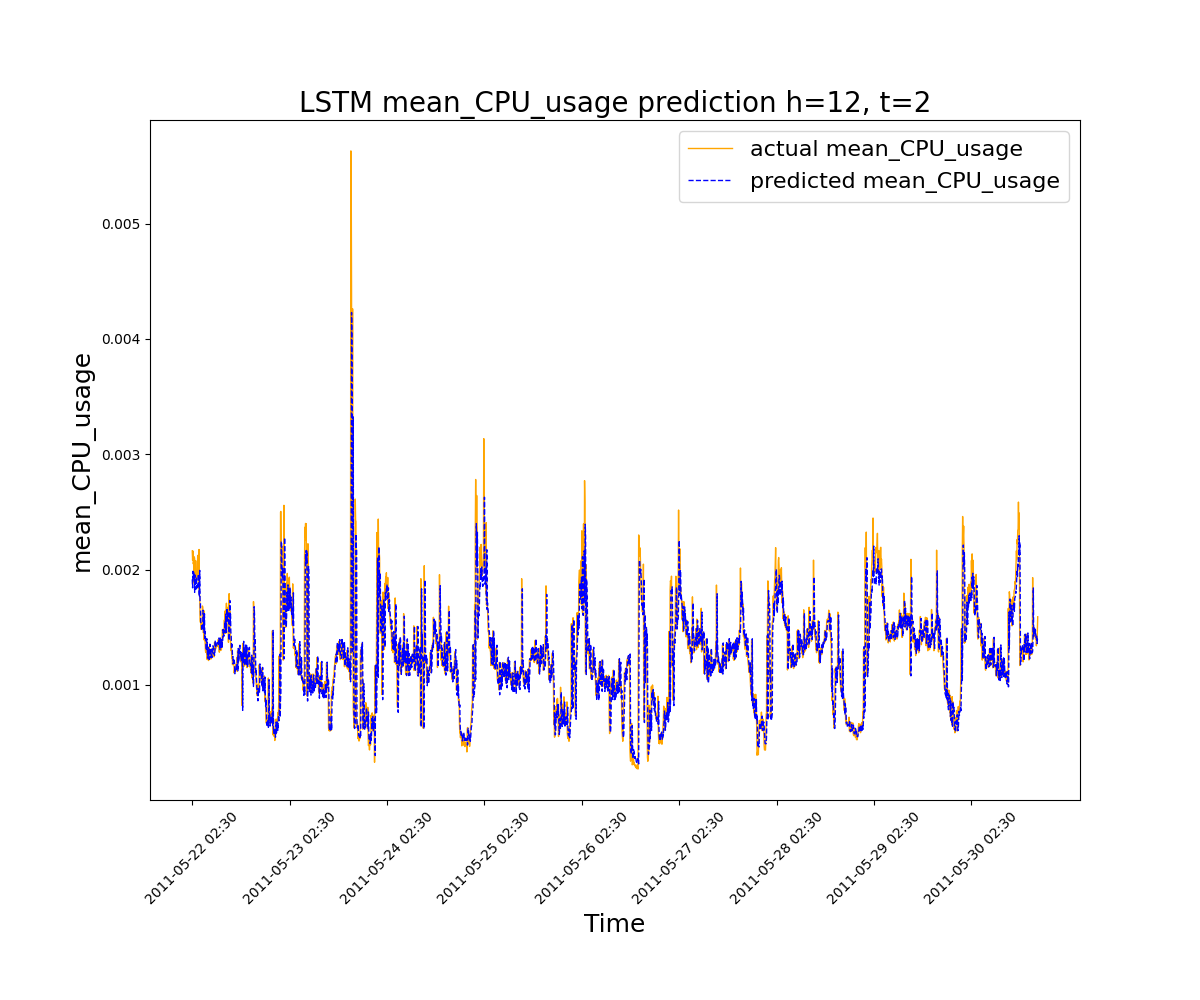 LSTM mean_CPU_usage prediction h=12, t=2
actual mean_CPU_usage
predicted mean_CPU_usage
mean_CPU_usage
0.005
0.004
0.003
0.002
0.001
2011-05-22 02:30
2011-05-23 02:30
2011-05-24 02:30
2011-05-25 02:30
2011-05-26 02:30
2011-05-27 02:30
2011-05-28 02:30
2011-05-29 02:30
2011-05-30 02:30
Time